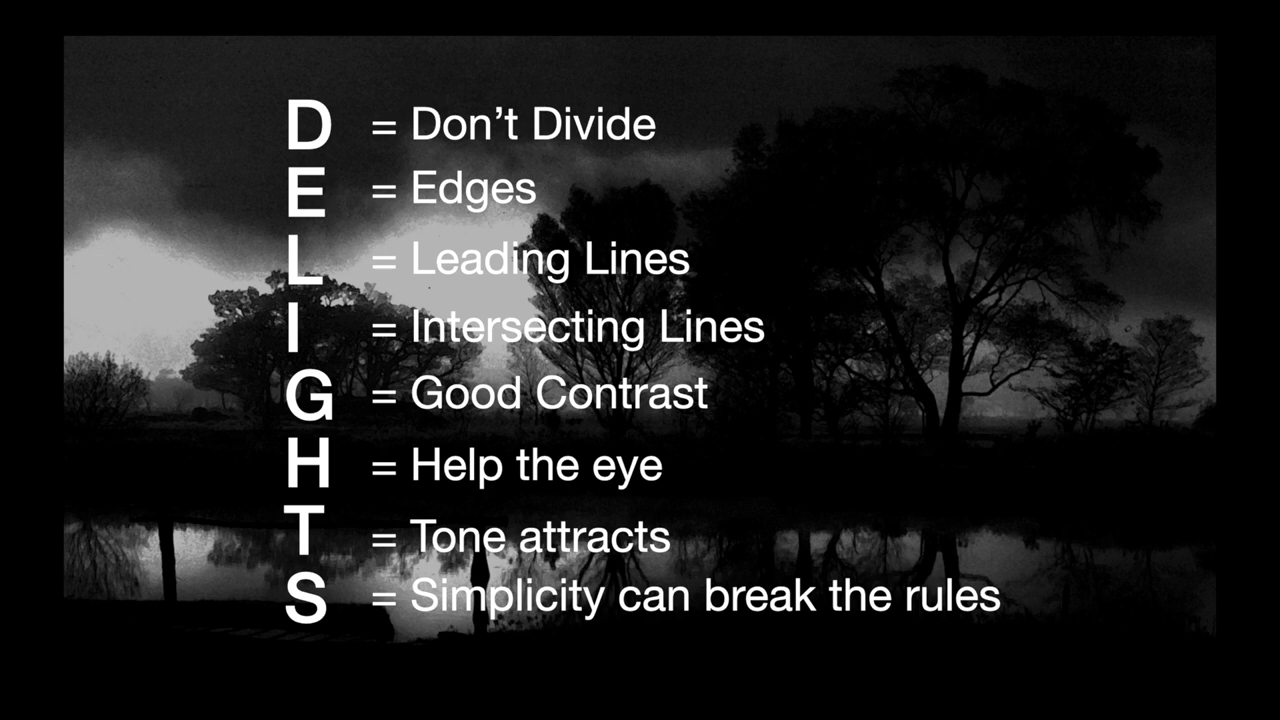 D = Don’t Divide
E = Edges
L = Leading Lines
I = Intersecting Lines
G = Good Contrast
H = Help the eye
T = Tone attracts
S = Simplicity can break the rules